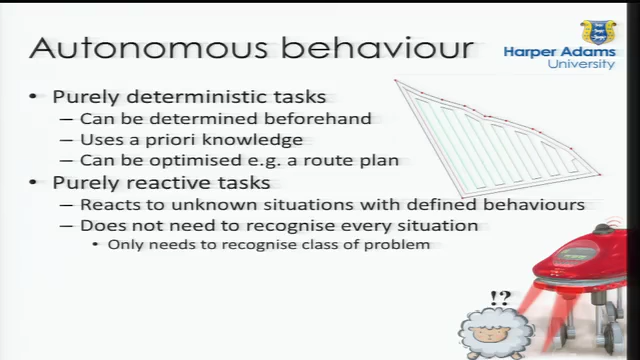 Autonomous behaviour
Harper Adams
University
• Purely deterministic tasks
– Can be determined beforehand
– Uses a priori knowledge
– Can be optimised e.g. a route plan
• Purely reactive tasks
– Reacts to unknown situations with defined behaviours
– Does not need to recognise every situation
• Only needs to recognise class of problem
!?